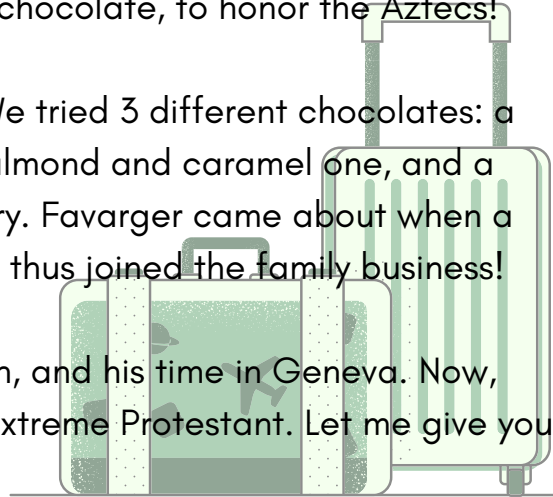 chocolate, to honor the Aztecs!
We tried 3 different chocolates: a
almond and caramel one, and a
ry. Favarger came about when a
thus joined the family business!
n, and his time in Geneva. Now,
xtreme Protestant. Let me give you